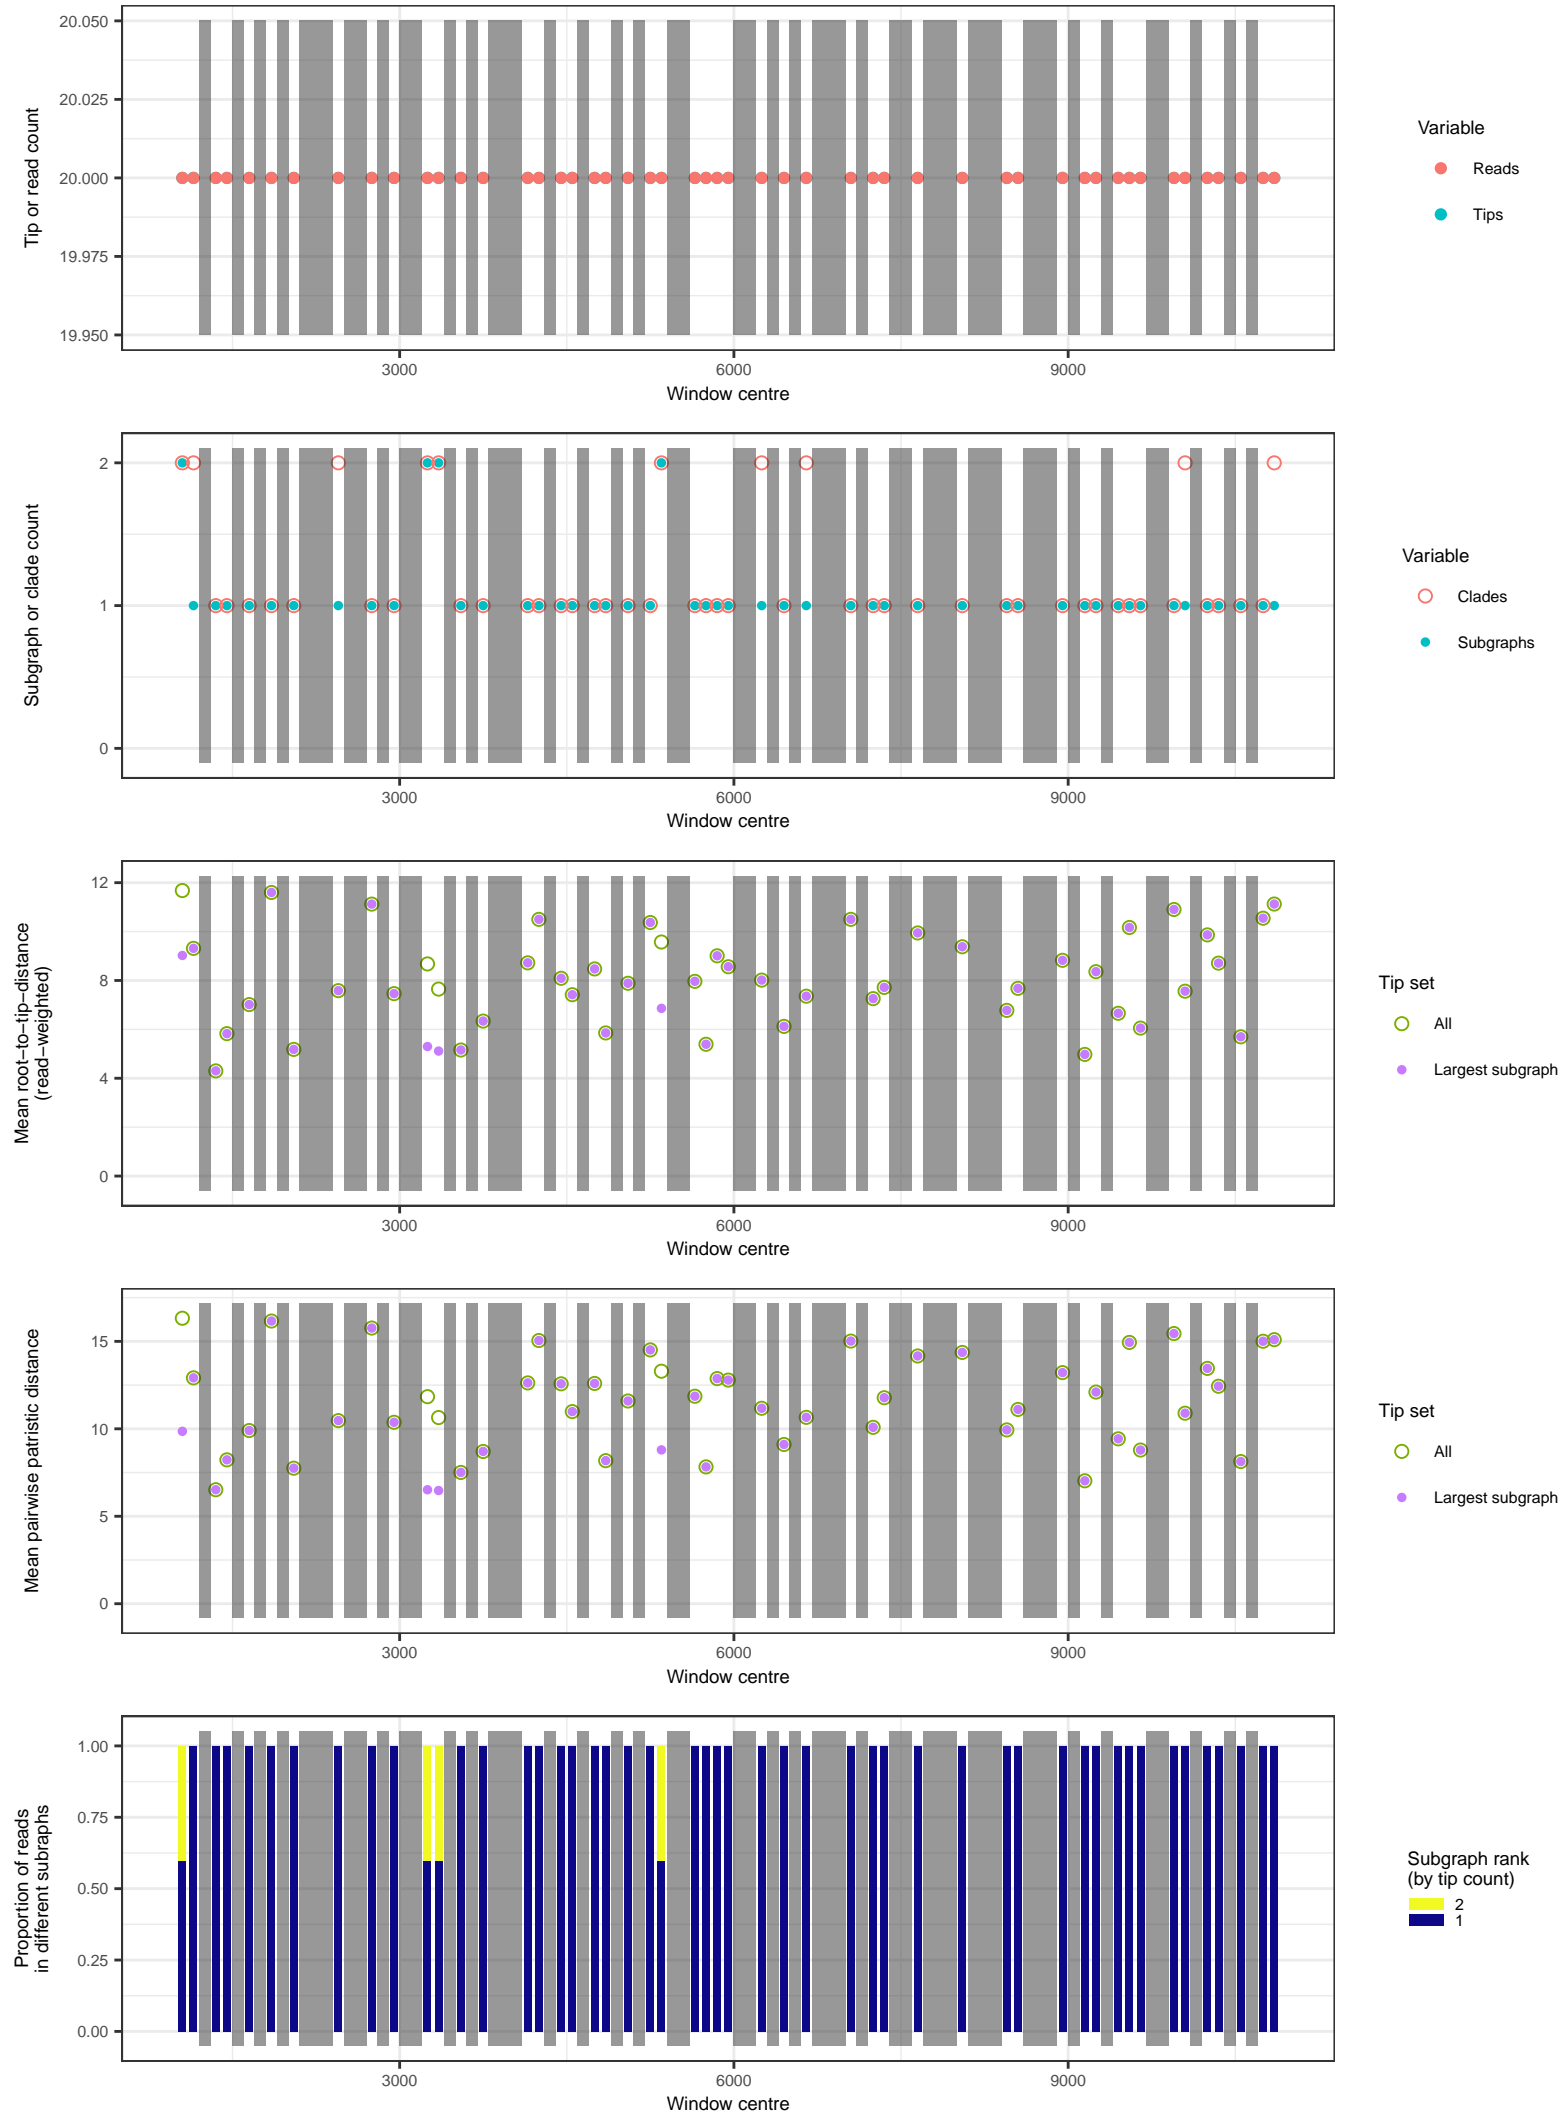 20.050
20.025
20.000
19.975
19.950
Tip or read count
3000
6000
9000
Window centre
Variable
Reads
Tips
2
1
0
Subgraph or clade count
3000
6000
9000
Window centre
Variable
Clades
Subgraphs
12
8
4
0
Mean root−to−tip−distance
(read−weighted)
3000
6000
9000
Window centre
Tip set
All
Largest subgraph
15
10
5
0
Mean pairwise patristic distance
3000
6000
9000
Window centre
Tip set
All
Largest subgraph
1.00
0.75
0.50
0.25
0.00
Proportion of reads
in different subraphs
3000
6000
9000
Window centre
Subgraph rank
(by tip count)
2
1